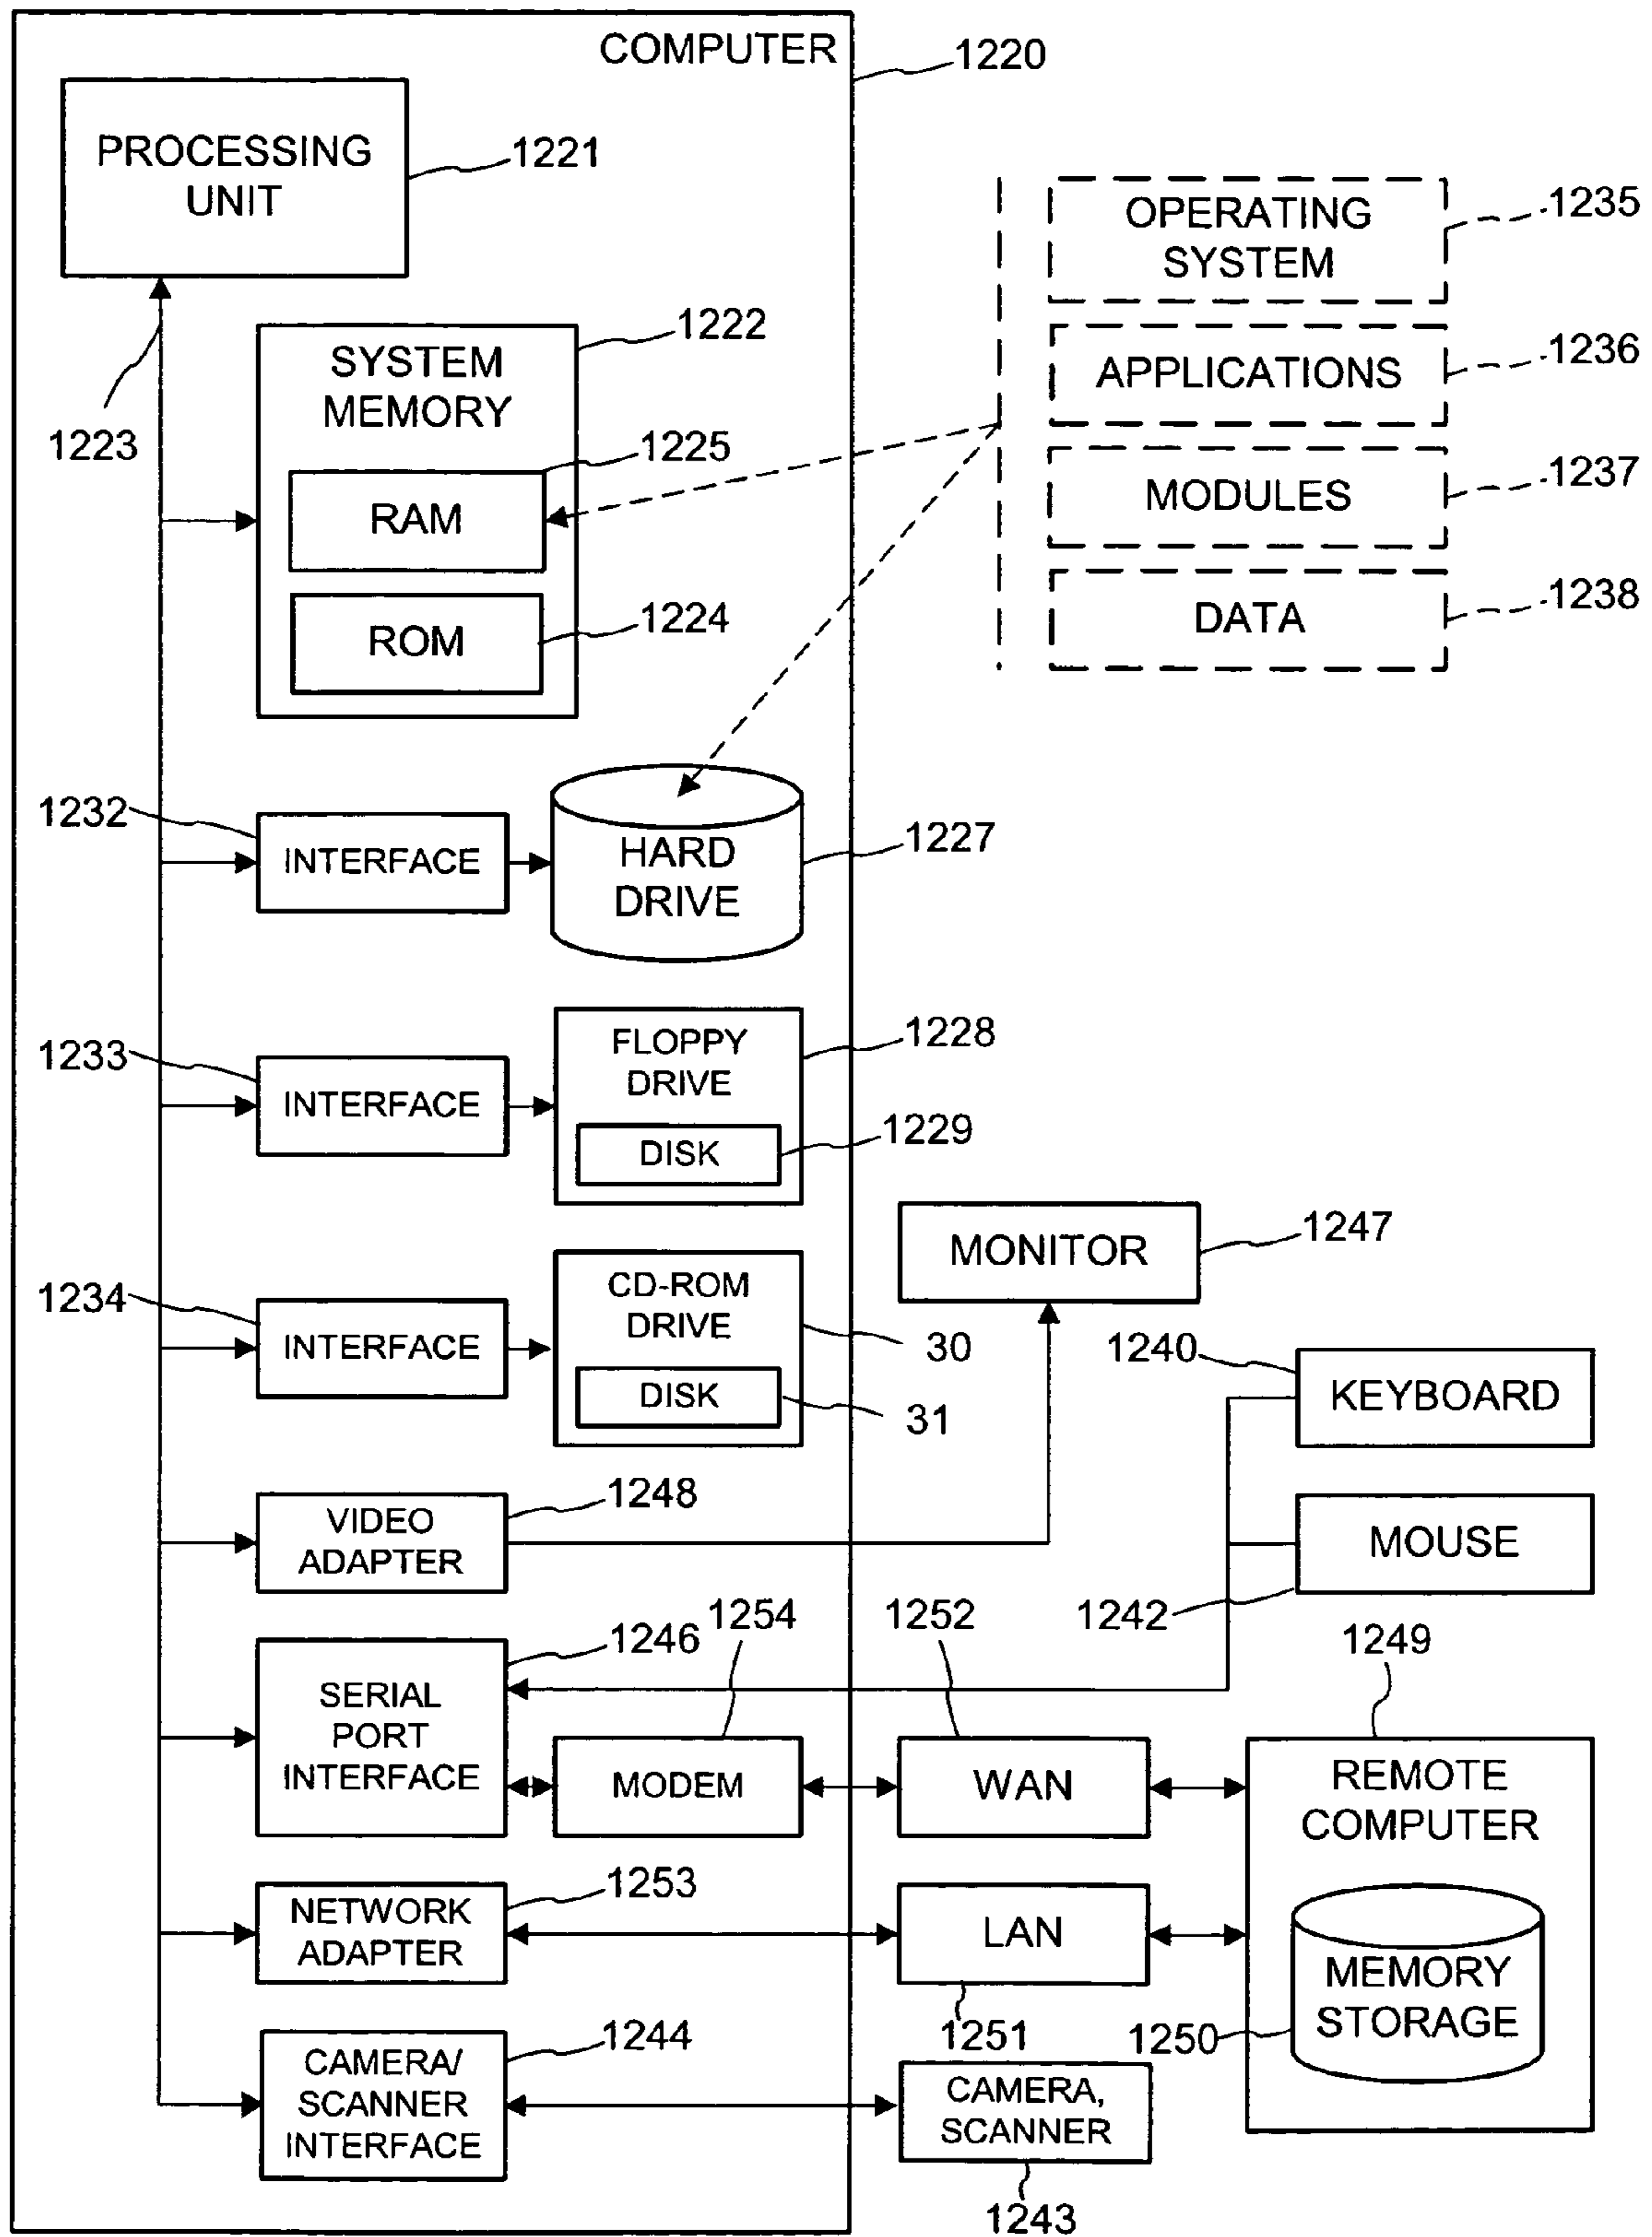 COMPUTER
1220
PROCESSING
UNIT
1221
OPERATING
SYSTEM
1235
1222
SYSTEM
MEMORY
APPLICATIONS
1236
1223
1225
RAM
MODULES
1237
1224
ROM
DATA
1238
1232
INTERFACE
HARD
DRIVE
1227
1233
INTERFACE
FLOPPY
DRIVE
1228
DISK
1229
MONITOR
1247
1234
INTERFACE
CD-ROM
DRIVE
30
DISK
31
1240
KEYBOARD
VIDEO
ADAPTER
1248
MOUSE
1242
1246
SERIAL
PORT
INTERFACE
1254
MODEM
1252
WAN
1249
REMOTE
COMPUTER
NETWORK
ADAPTER
1253
LAN
1251
MEMORY
STORAGE
1250
CAMERA/
SCANNER
INTERFACE
1244
CAMERA,
SCANNER
1243